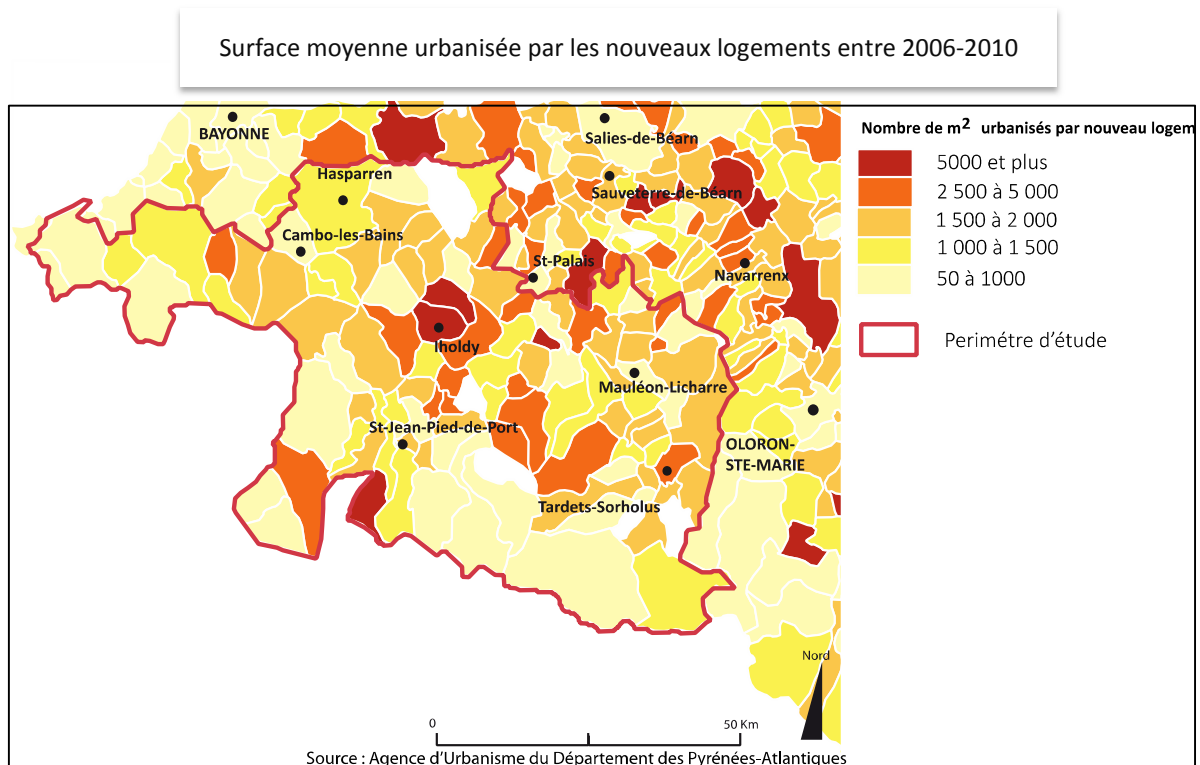 Surface moyenne urbanisée par les nouveaux logements entre 2006-2010
BAYONNE
Salies-de-Béarn
Hasparren
Sauveterre-de-Béarn
Cambo-les-Bains
St-Palais
Navarrenx
Iholdy
Mauléon-Licharre
St-Jean-Pied-de-Port
OLORON-
STE-MARIE
Tardets-Sorholus
Nombre de m² urbanisés par nouveau logem
5000 et plus
2 500 à 5 000
1 500 à 2 000
1 000 à 1 500
50 à 1000
Perimétre d'étude
Nord
0 50 Km
Source : Agence d'Urbanisme du Département des Pyrénées-Atlantiques